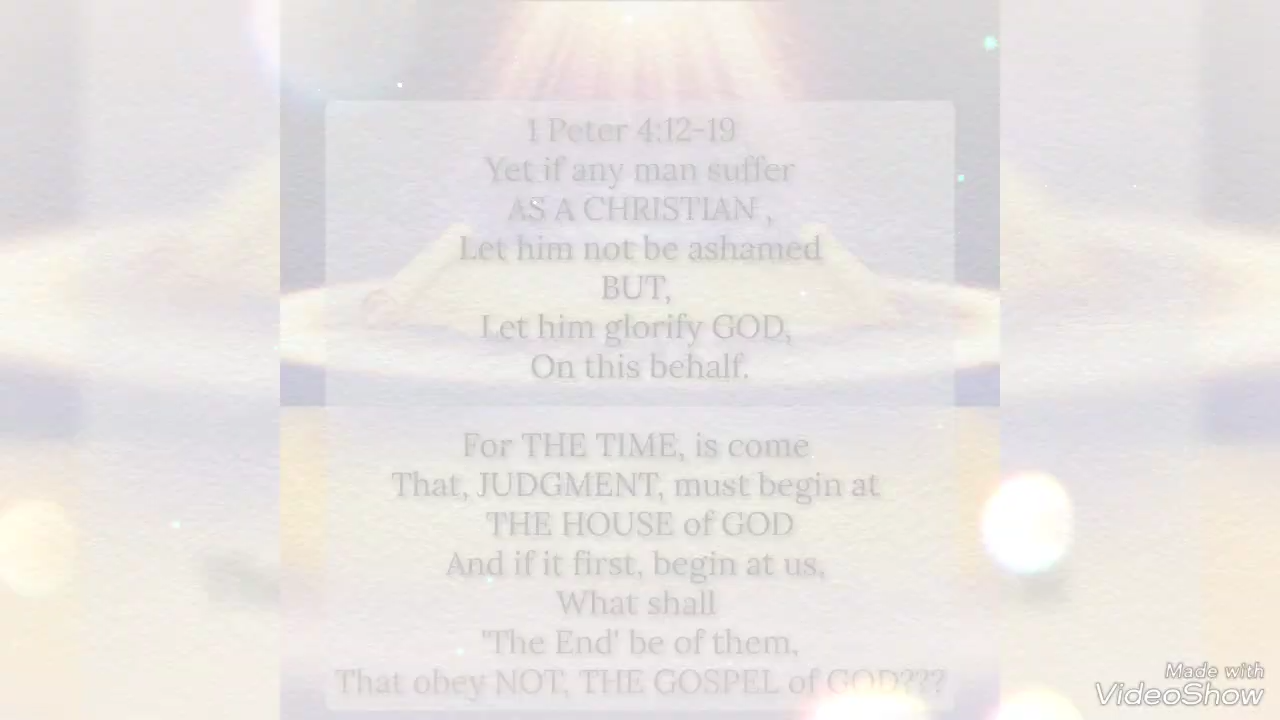 1 Peter 4:12-19
Yet if any man suffer
AS A CHRISTIAN ,
Let him not be ashamed
BUT,
Let him glorify GOD,
On this behalf.
For THE TIME, is come
That, JUDGMENT, must begin at
THE HOUSE of GOD
And if it first, begin at us,
What shall
'The End' be of them,
That obey NOT, THE GOSPEL of GOD???
Made with
VideoShow